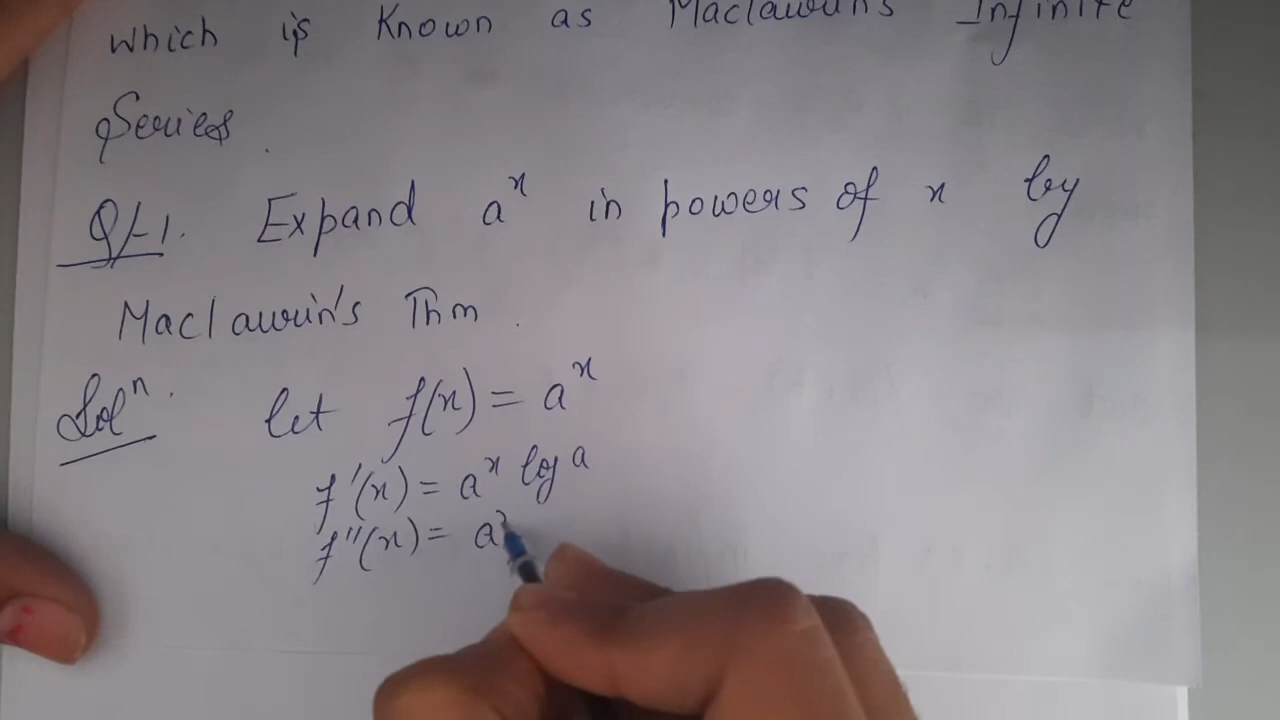 Which is Known as Maclaurin's Infinite
Series.
Q/-1. Expand a^x in powers of x by
Maclaurin's Thm.
Solⁿ. let f(x) = a^x
f'(x) = a^x log a
f''(x) = a^x